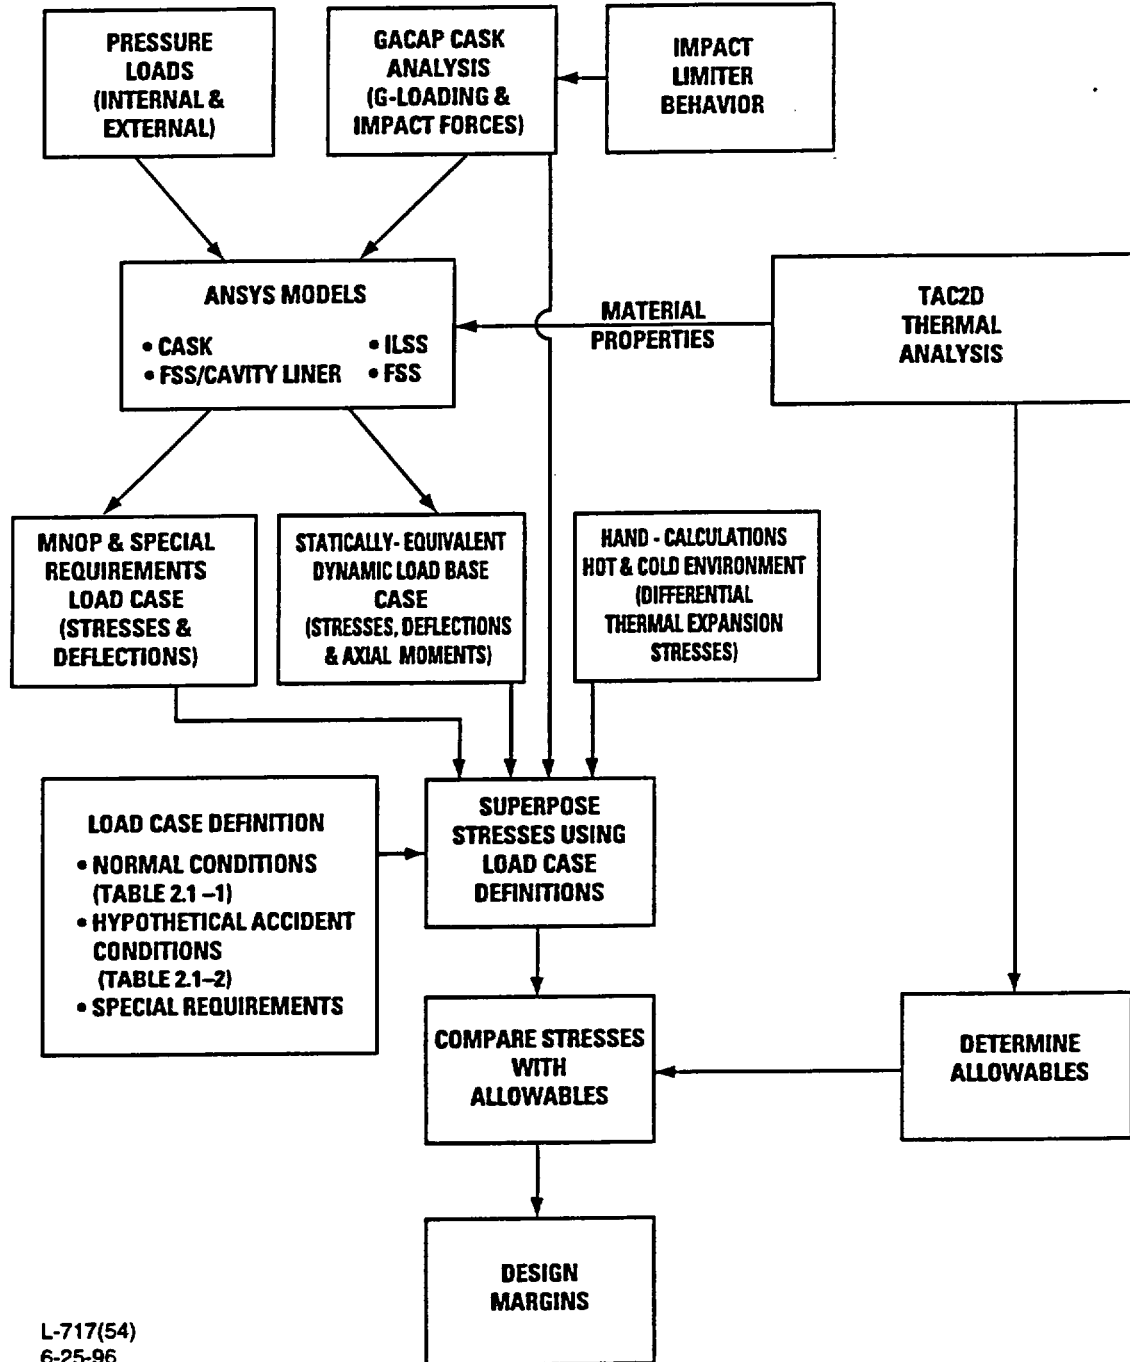 PRESSURE
LOADS
(INTERNAL &
EXTERNAL)
GACAP CASK
ANALYSIS
(G-LOADING &
IMPACT FORCES)
IMPACT
LIMITER
BEHAVIOR
ANSYS MODELS
• CASK
• FSS/CAVITY LINER
• ILSS
• FSS
MATERIAL
PROPERTIES
TAC2D
THERMAL
ANALYSIS
MNOP & SPECIAL
REQUIREMENTS
LOAD CASE
(STRESSES &
DEFLECTIONS)
STATICALLY- EQUIVALENT
DYNAMIC LOAD BASE
CASE
(STRESSES, DEFLECTIONS
& AXIAL MOMENTS)
HAND - CALCULATIONS
HOT & COLD ENVIRONMENT
(DIFFERENTIAL
THERMAL EXPANSION
STRESSES)
LOAD CASE DEFINITION
• NORMAL CONDITIONS
(TABLE 2.1 –1)
• HYPOTHETICAL ACCIDENT
CONDITIONS
(TABLE 2.1–2)
• SPECIAL REQUIREMENTS
SUPERPOSE
STRESSES USING
LOAD CASE
DEFINITIONS
COMPARE STRESSES
WITH
ALLOWABLES
DETERMINE
ALLOWABLES
DESIGN
MARGINS
L-717(54)
6-25-96